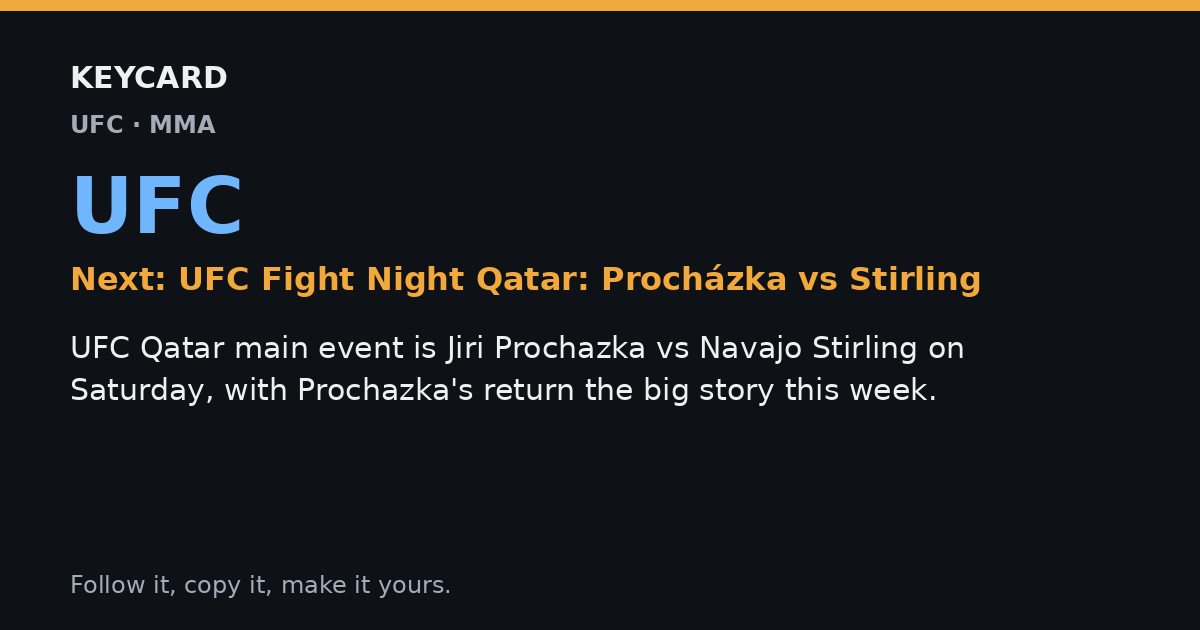 KEYCARD
UFC · MMA
UFC
Next: UFC Fight Night Qatar: Procházka vs Stirling
UFC Qatar main event is Jiri Prochazka vs Navajo Stirling on
Saturday, with Prochazka's return the big story this week.
Follow it, copy it, make it yours.